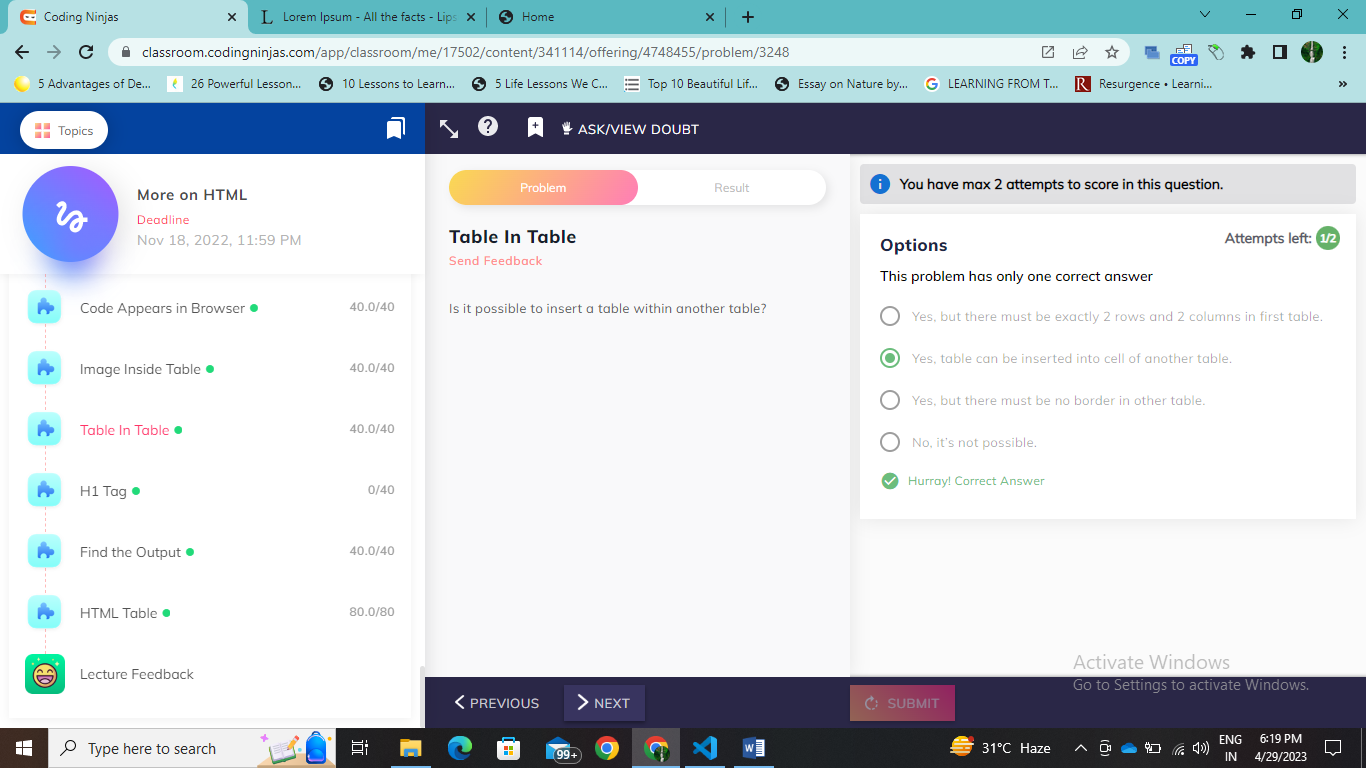 Coding Ninjas
Lorem Ipsum - All the facts - Lips
Home
classroom.codingninjas.com/app/classroom/me/17502/content/341114/offering/4748455/problem/3248
COPY
5 Advantages of De...
26 Powerful Lesson...
10 Lessons to Learn...
5 Life Lessons We C...
Top 10 Beautiful Lif...
Essay on Nature by...
LEARNING FROM T...
Resurgence • Learni...
»
Topics
ASK/VIEW DOUBT
More on HTML
Deadline
Nov 18, 2022, 11:59 PM
Code Appears in Browser
40.0/40
Image Inside Table
40.0/40
Table In Table
40.0/40
H1 Tag
0/40
Find the Output
40.0/40
HTML Table
80.0/80
Lecture Feedback
Problem
Result
Table In Table
Send Feedback
Is it possible to insert a table within another table?
PREVIOUS
NEXT
You have max 2 attempts to score in this question.
Options
Attempts left: 1/2
This problem has only one correct answer
Yes, but there must be exactly 2 rows and 2 columns in first table.
Yes, table can be inserted into cell of another table.
Yes, but there must be no border in other table.
No, it's not possible.
Hurray! Correct Answer
Activate Windows
Go to Settings to activate Windows.
SUBMIT
Type here to search
99+
31°C Haze
ENG
IN
6:19 PM
4/29/2023